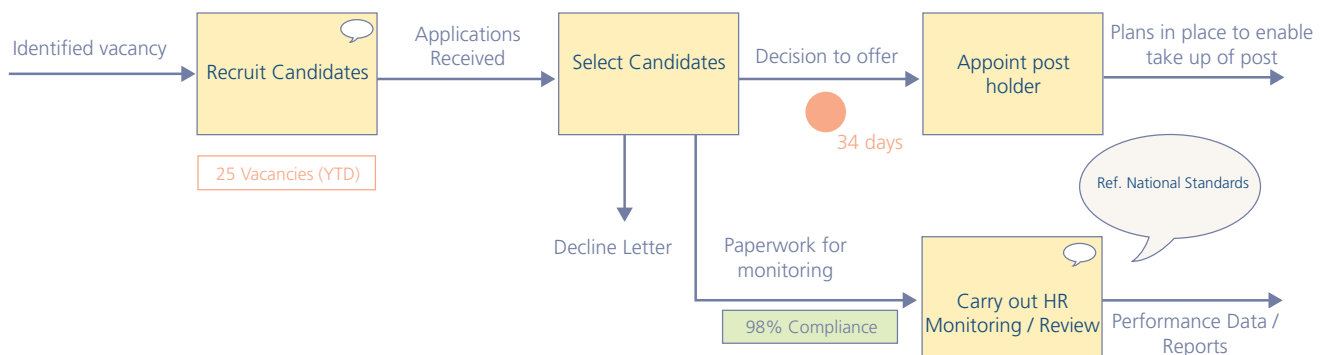 Identified vacancy
Recruit Candidates
25 Vacancies (YTD)
Applications
Received
Select Candidates
Decision to offer
34 days
Appoint post
holder
Plans in place to enable
take up of post
Ref. National Standards
Decline Letter
Paperwork for
monitoring
98% Compliance
Carry out HR
Monitoring / Review
Performance Data /
Reports